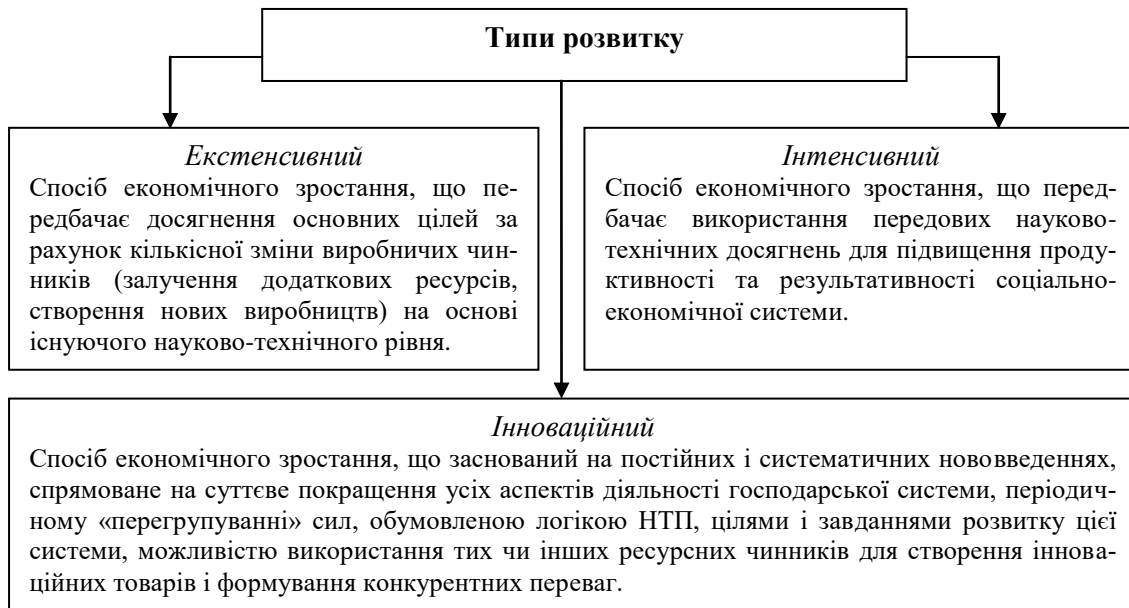 Типи розвитку
Екстенсивний
Спосіб економічного зростання, що пе-
редбачає досягнення основних цілей за
рахунок кількісної зміни виробничих чин-
ників (залучення додаткових ресурсів,
створення нових виробництв) на основі
існуючого науково-технічного рівня.
Інтенсивний
Спосіб економічного зростання, що перед-
бачає використання передових науково-
технічних досягнень для підвищення проду-
ктивності та результативності соціально-
економічної системи.
Інноваційний
Спосіб економічного зростання, що заснований на постійних і систематичних нововведеннях,
спрямоване на суттєве покращення усіх аспектів діяльності господарської системи, періодич-
ному «перегрупуванні» сил, обумовленою логікою НТП, цілями і завданнями розвитку цієї
системи, можливістю використання тих чи інших ресурсних чинників для створення іннова-
ційних товарів і формування конкурентних переваг.